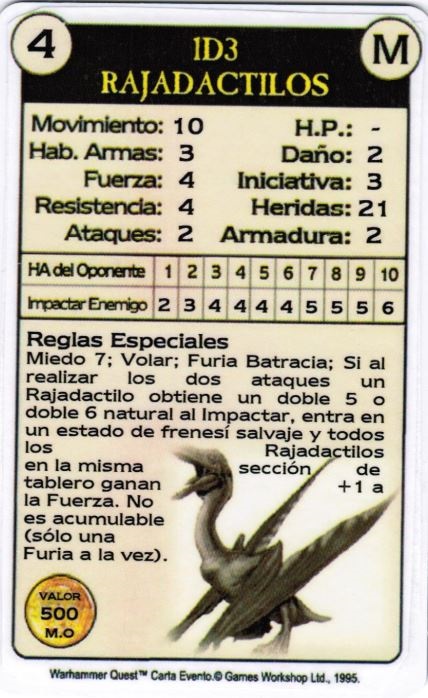 4
1D3
M
RAJADACTILOS
Movimiento: 10 H.P.: -
Hab. Armas: 3 Daño: 2
Fuerza: 4 Iniciativa: 3
Resistencia: 4 Heridas: 21
Ataques: 2 Armadura: 2
HA del Oponente 1 2 3 4 5 6 7 8 9 10
Impactar Enemigo 2 3 4 4 4 4 5 5 5 6
Reglas Especiales
Miedo 7; Volar; Furia Batracia; Si al
realizar los dos ataques un
Rajadactilo obtiene un doble 5 o
doble 6 natural al Impactar, entra en
un estado de frenesí salvaje y todos
los Rajadactilos
en la misma sección de
tablero ganan +1 a
la Fuerza. No
es acumulable
(sólo una
Furia a la vez).
VALOR
500
M.O
Warhammer Quest™ Carta Evento.© Games Workshop Ltd., 1995.